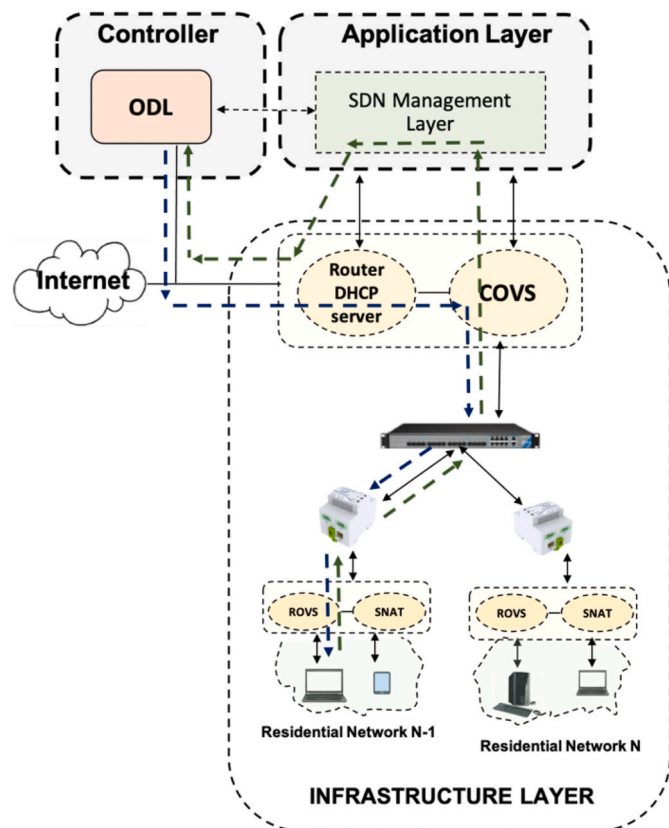 Controller
Application Layer
ODL
SDN Management
Layer
Internet
Router
DHCP
server
COVS
ROVS
SNAT
ROVS
SNAT
Residential Network N-1
Residential Network N
INFRASTRUCTURE LAYER